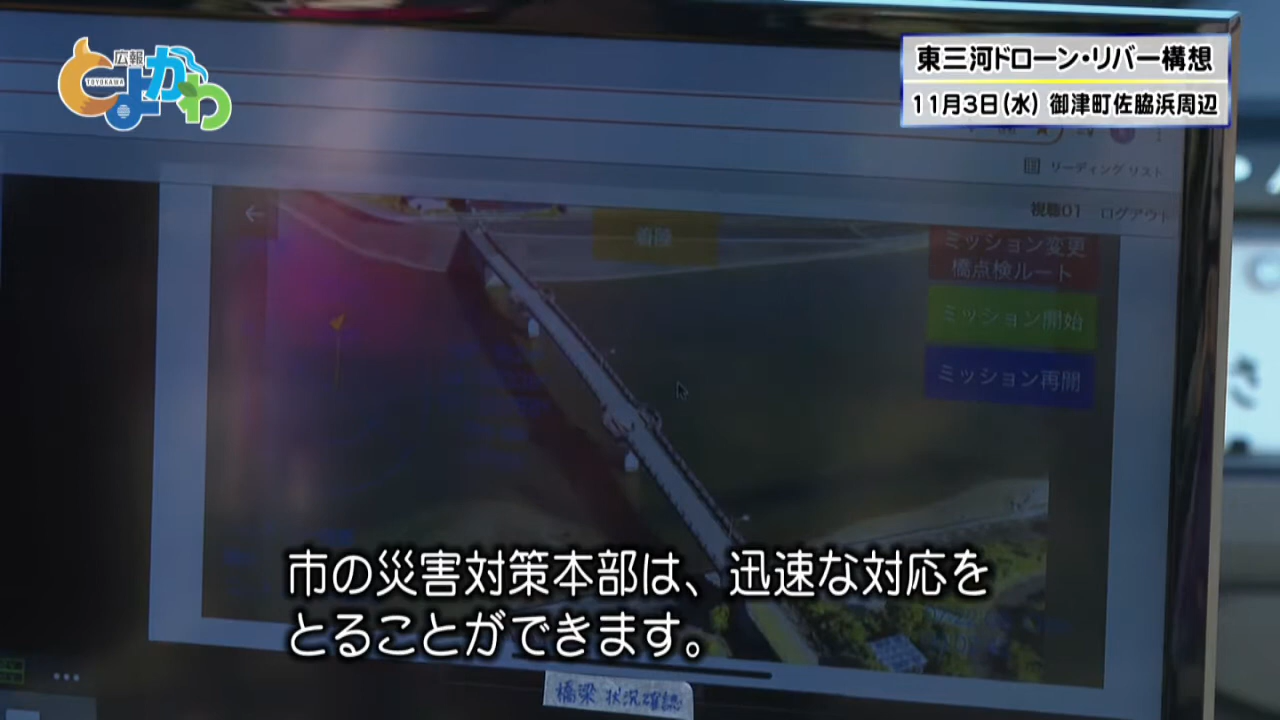 広報
とよかわ
TOYOKAWA
東三河ドローン・リバー構想
11月3日(水) 御津町佐脇浜周辺
リーディングリスト
視聴01 ログアウト
着陸
ミッション変更
橋点検ルート
ミッション開始
ミッション再開
さ
市の災害対策本部は、迅速な対応を
とることができます。
橋梁 状況確認